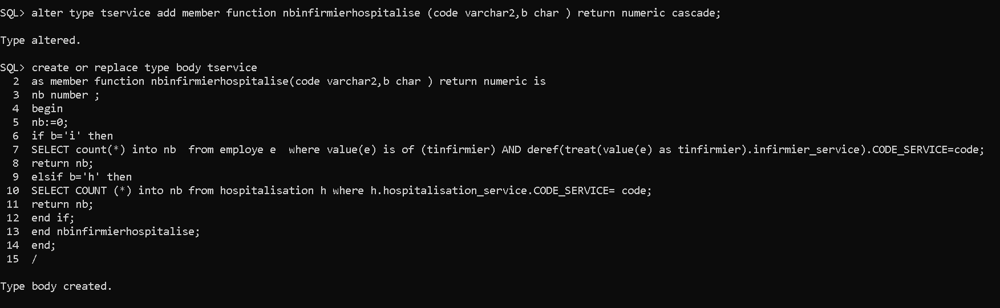 SQL> alter type tservice add member function nbinfirmierhospitalise (code varchar2,b char ) return numeric cascade;
Type altered.
SQL> create or replace type body tservice
2 as member function nbinfirmierhospitalise(code varchar2,b char ) return numeric is
3 nb number ;
4 begin
5 nb:=0;
6 if b='i' then
7 SELECT count(*) into nb  from employe e  where value(e) is of (tinfirmier) AND deref(treat(value(e) as tinfirmier).infirmier_service).CODE_SERVICE=code;
8 return nb;
9 elsif b='h' then
10 SELECT COUNT (*) into nb from hospitalisation h where h.hospitalisation_service.CODE_SERVICE= code;
11 return nb;
12 end if;
13 end nbinfirmierhospitalise;
14 end;
15 /
Type body created.